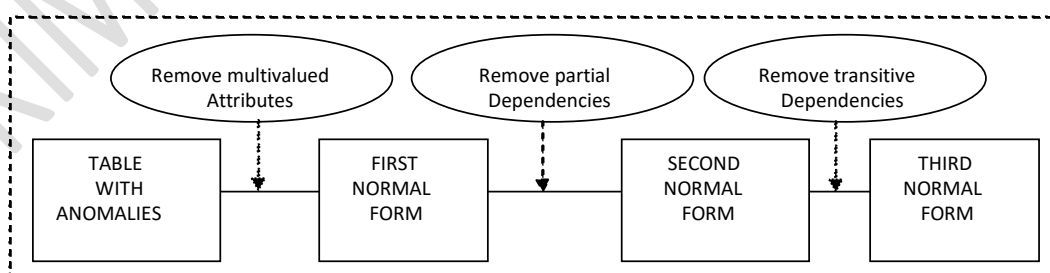 Remove multivalued
Attributes
Remove partial
Dependencies
Remove transitive
Dependencies
TABLE
WITH
ANOMALIES
FIRST
NORMAL
FORM
SECOND
NORMAL
FORM
THIRD
NORMAL
FORM